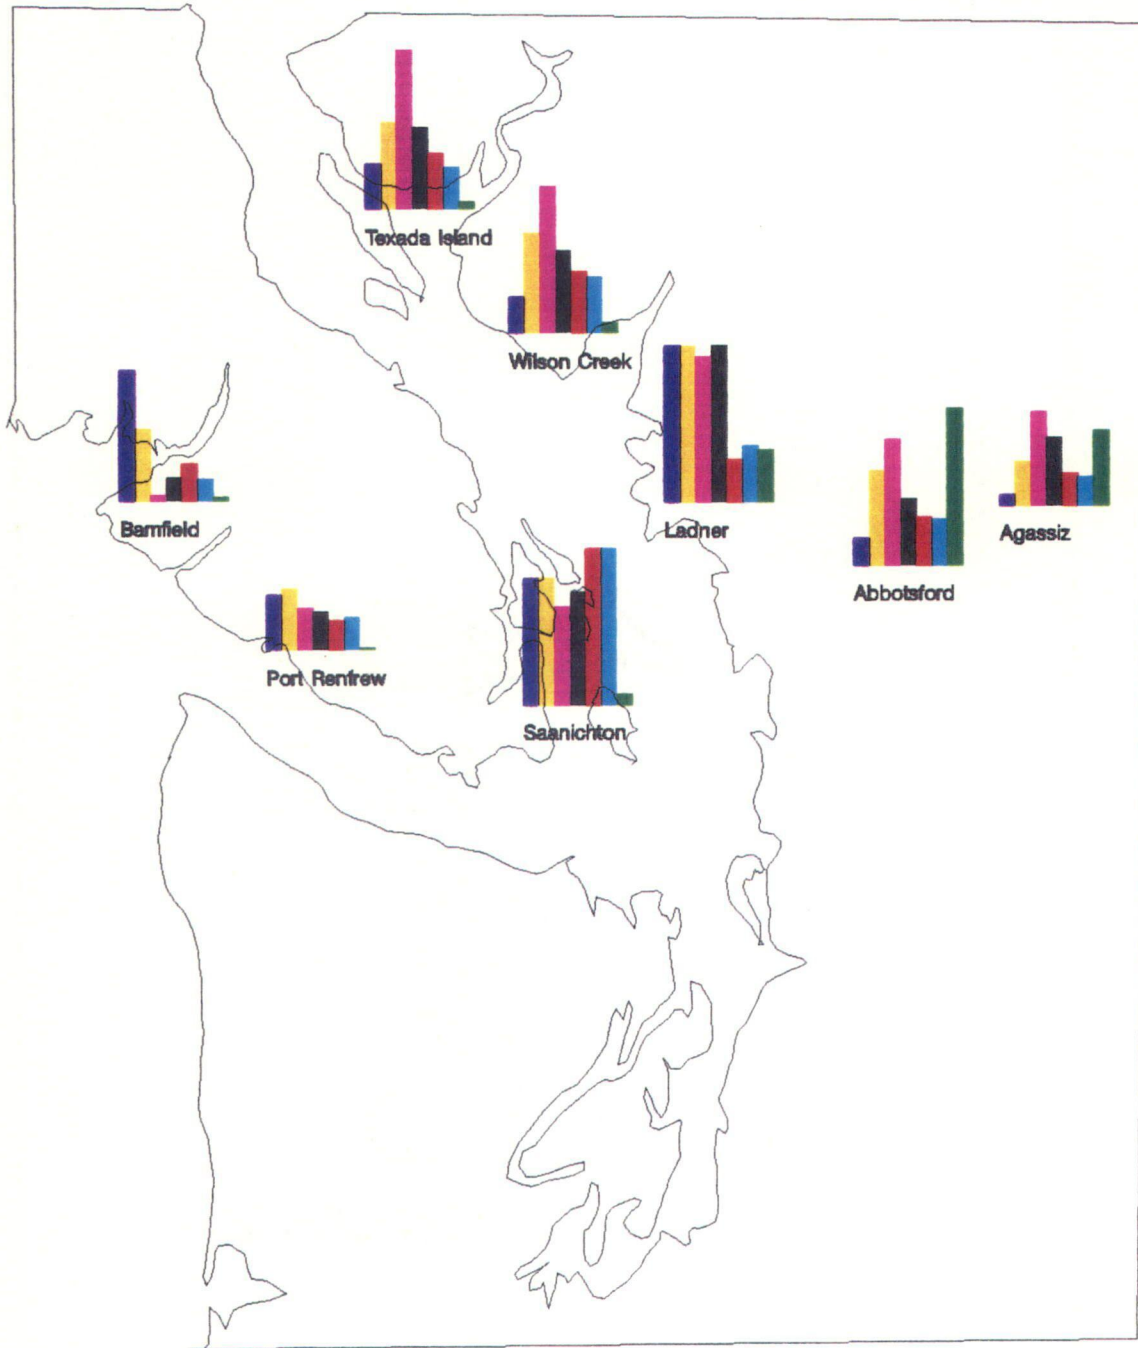 Texada Island
Wilson Creek
Bamfield
Ladner
Agassiz
Abbotsford
Port Renfrew
Saanichton